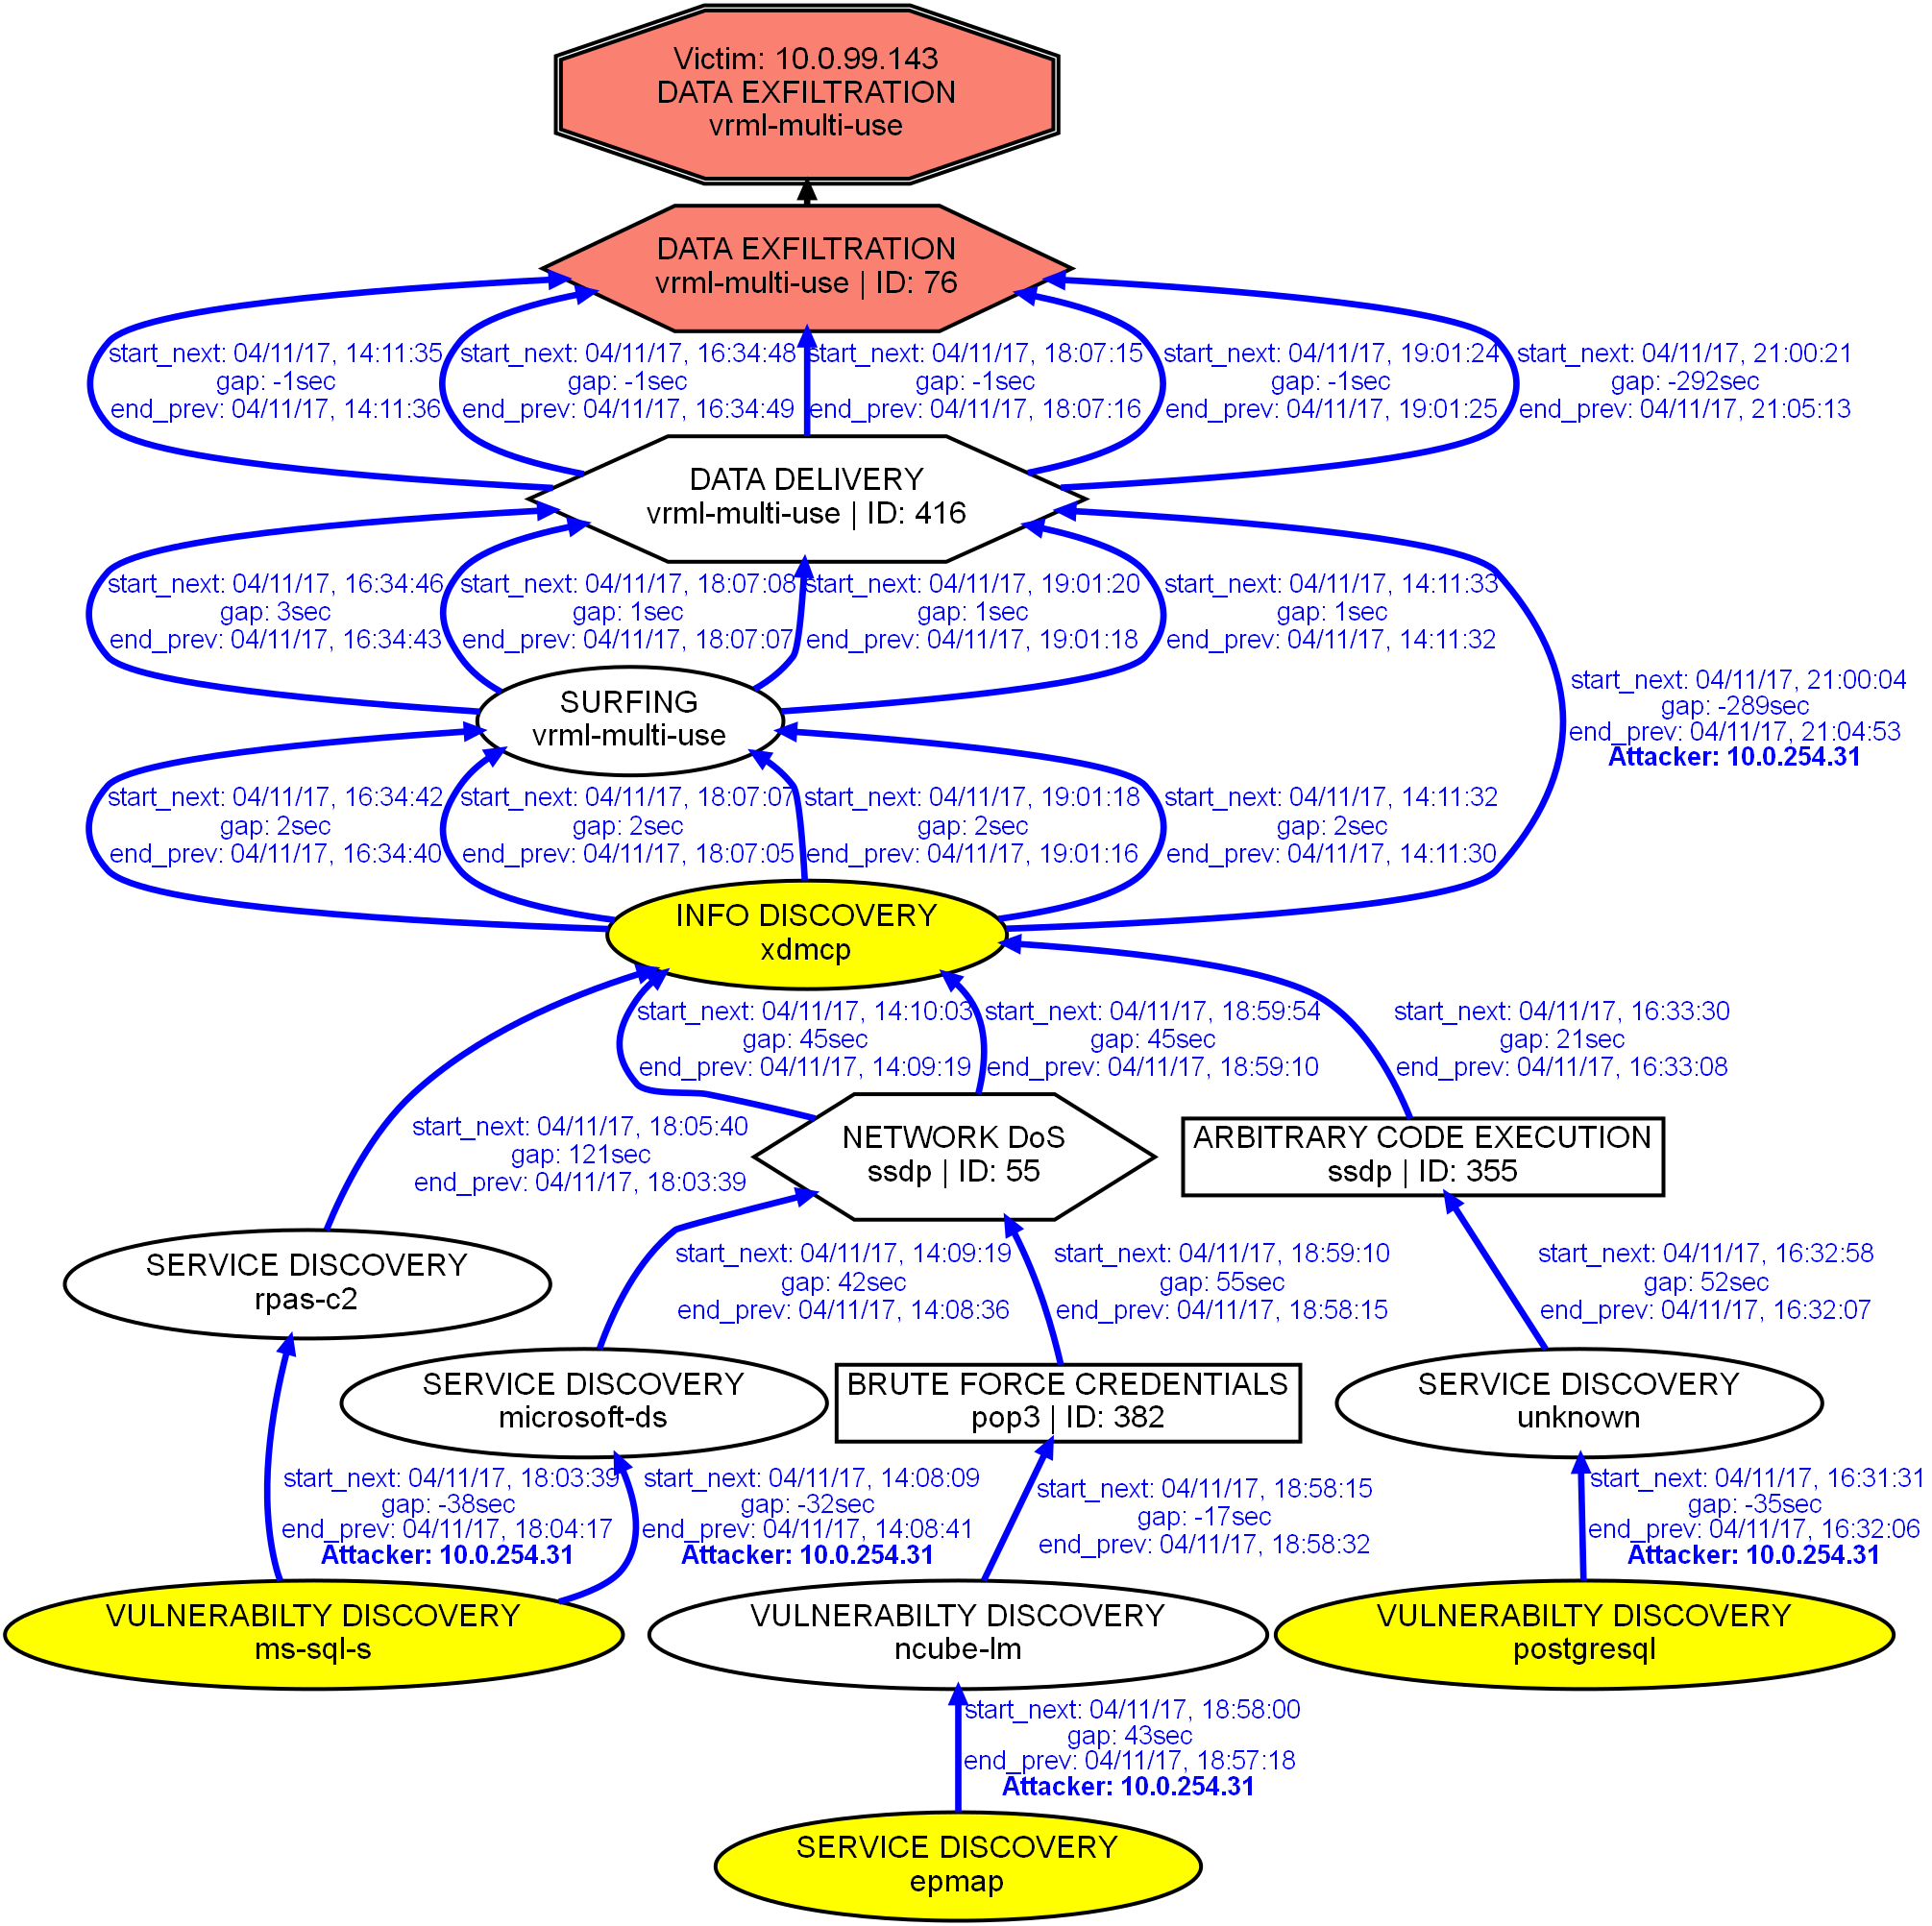 Victim: 10.0.99.143
DATA EXFILTRATION
vrml-multi-use
DATA EXFILTRATION
vrml-multi-use | ID: 76
start_next: 04/11/17, 14:11:35
gap: -1sec
end_prev: 04/11/17, 14:11:36
start_next: 04/11/17, 16:34:48
gap: -1sec
end_prev: 04/11/17, 16:34:49
start_next: 04/11/17, 18:07:15
gap: -1sec
end_prev: 04/11/17, 18:07:16
start_next: 04/11/17, 19:01:24
gap: -1sec
end_prev: 04/11/17, 19:01:25
start_next: 04/11/17, 21:00:21
gap: -292sec
end_prev: 04/11/17, 21:05:13
DATA DELIVERY
vrml-multi-use | ID: 416
start_next: 04/11/17, 16:34:46
gap: 3sec
end_prev: 04/11/17, 16:34:43
start_next: 04/11/17, 18:07:08
gap: 1sec
end_prev: 04/11/17, 18:07:07
start_next: 04/11/17, 19:01:20
gap: 1sec
end_prev: 04/11/17, 19:01:18
start_next: 04/11/17, 14:11:33
gap: 1sec
end_prev: 04/11/17, 14:11:32
start_next: 04/11/17, 21:00:04
gap: -289sec
end_prev: 04/11/17, 21:04:53
Attacker: 10.0.254.31
SURFING
vrml-multi-use
start_next: 04/11/17, 16:34:42
gap: 2sec
end_prev: 04/11/17, 16:34:40
start_next: 04/11/17, 18:07:07
gap: 2sec
end_prev: 04/11/17, 18:07:05
start_next: 04/11/17, 19:01:18
gap: 2sec
end_prev: 04/11/17, 19:01:16
start_next: 04/11/17, 14:11:32
gap: 2sec
end_prev: 04/11/17, 14:11:30
INFO DISCOVERY
xdmcp
start_next: 04/11/17, 14:10:03
gap: 45sec
end_prev: 04/11/17, 14:09:19
start_next: 04/11/17, 18:59:54
gap: 45sec
end_prev: 04/11/17, 18:59:10
start_next: 04/11/17, 16:33:30
gap: 21sec
end_prev: 04/11/17, 16:33:08
start_next: 04/11/17, 18:05:40
gap: 121sec
end_prev: 04/11/17, 18:03:39
NETWORK DoS
ssdp | ID: 55
ARBITRARY CODE EXECUTION
ssdp | ID: 355
SERVICE DISCOVERY
rpas-c2
start_next: 04/11/17, 14:09:19
gap: 42sec
end_prev: 04/11/17, 14:08:36
start_next: 04/11/17, 18:59:10
gap: 55sec
end_prev: 04/11/17, 18:58:15
start_next: 04/11/17, 16:32:58
gap: 52sec
end_prev: 04/11/17, 16:32:07
SERVICE DISCOVERY
microsoft-ds
BRUTE FORCE CREDENTIALS
pop3 | ID: 382
SERVICE DISCOVERY
unknown
start_next: 04/11/17, 18:03:39
gap: -38sec
end_prev: 04/11/17, 18:04:17
Attacker: 10.0.254.31
start_next: 04/11/17, 14:08:09
gap: -32sec
end_prev: 04/11/17, 14:08:41
Attacker: 10.0.254.31
start_next: 04/11/17, 18:58:15
gap: -17sec
end_prev: 04/11/17, 18:58:32
start_next: 04/11/17, 16:31:31
gap: -35sec
end_prev: 04/11/17, 16:32:06
Attacker: 10.0.254.31
VULNERABILTY DISCOVERY
ms-sql-s
VULNERABILTY DISCOVERY
ncube-lm
VULNERABILTY DISCOVERY
postgresql
start_next: 04/11/17, 18:58:00
gap: 43sec
end_prev: 04/11/17, 18:57:18
Attacker: 10.0.254.31
SERVICE DISCOVERY
epmap